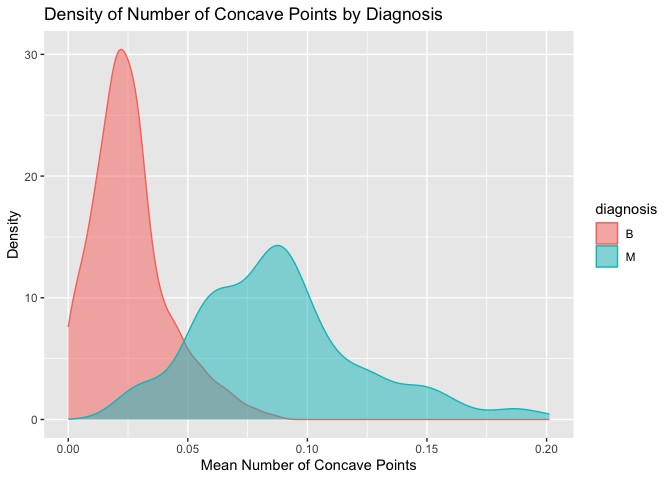 Density of Number of Concave Points by Diagnosis
30
20
10
0
Density
0.00 0.05 0.10 0.15 0.20
Mean Number of Concave Points
diagnosis
B
M